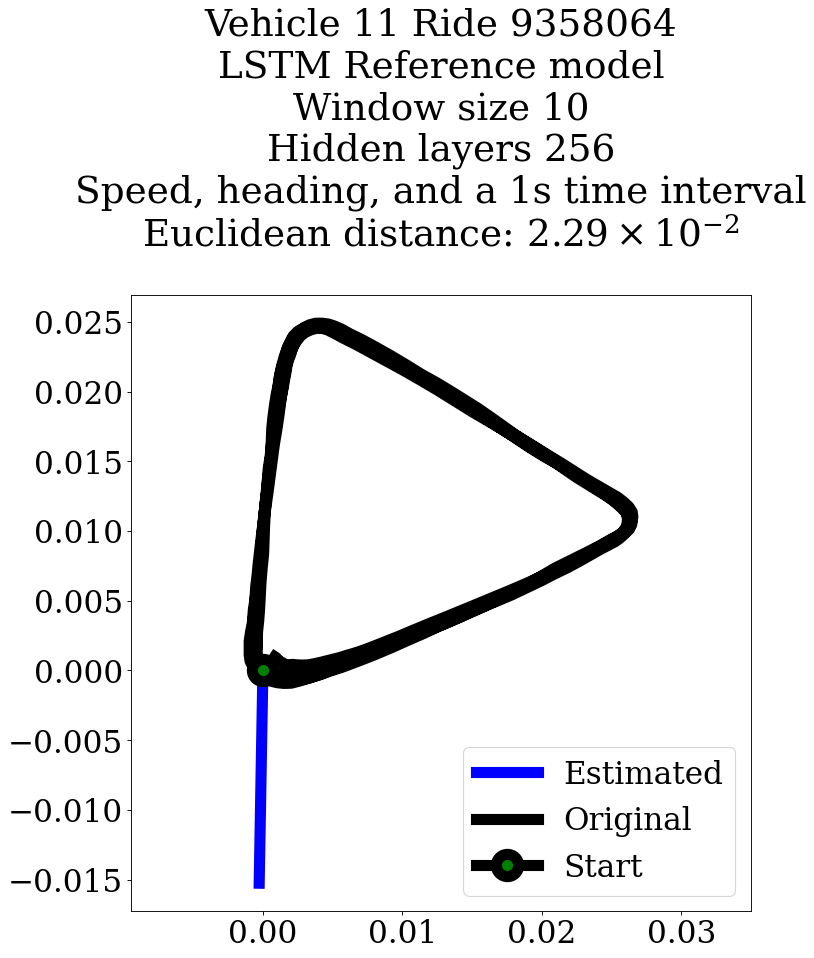 Vehicle 11 Ride 9358064
LSTM Reference model
Window size 10
Hidden layers 256
Speed, heading, and a 1s time interval
Euclidean distance: 2.29 × 10⁻²
0.025
0.020
0.015
0.010
0.005
0.000
−0.005
−0.010
−0.015
Estimated
Original
Start
0.00 0.01 0.02 0.03